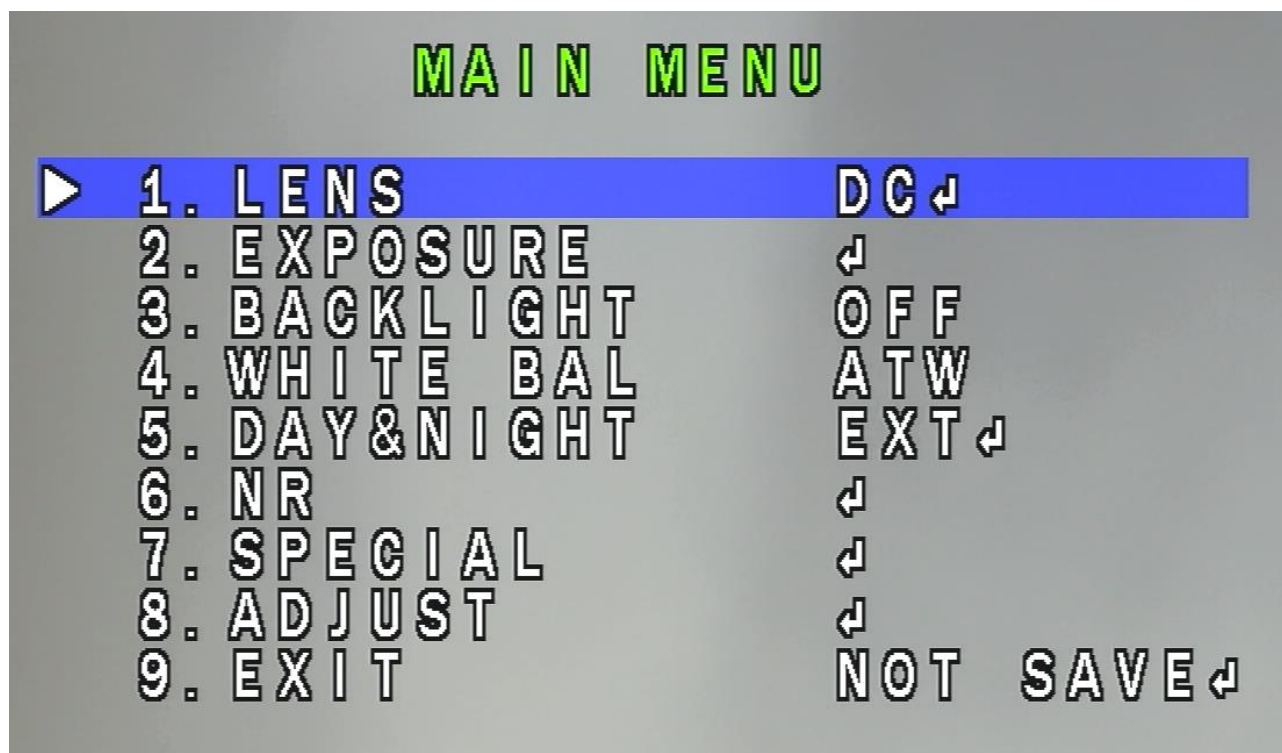 MAIN MENU
▶ 1. LENS DC↲
2. EXPOSURE ↲
3. BACKLIGHT OFF
4. WHITE BAL ATW
5. DAY&NIGHT EXT↲
6. NR ↲
7. SPECIAL ↲
8. ADJUST ↲
9. EXIT NOT SAVE↲